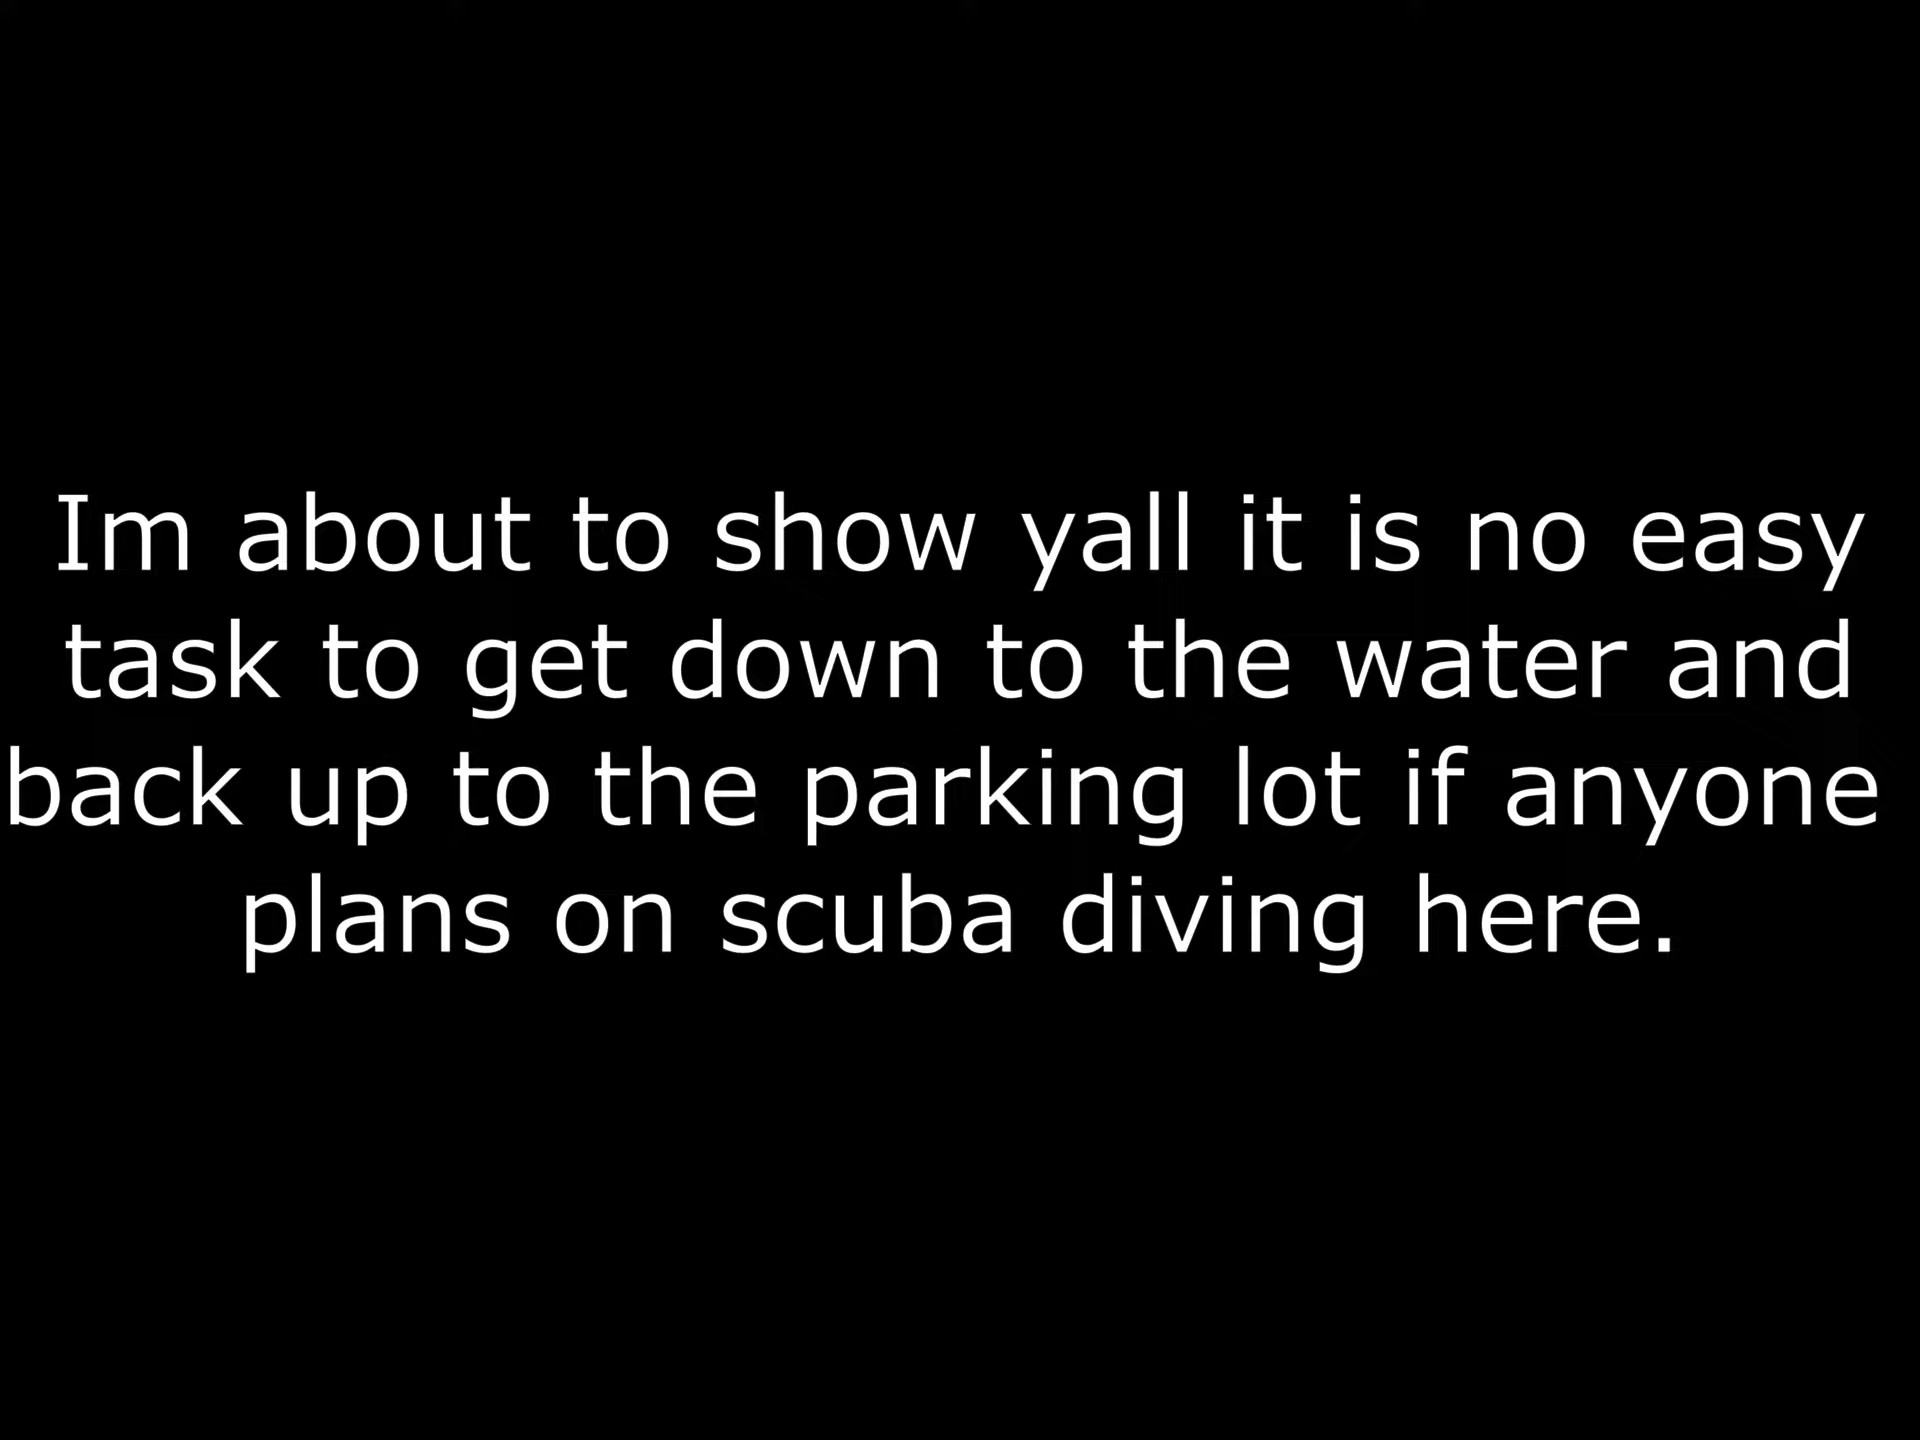 Im about to show yall it is no easy
task to get down to the water and
back up to the parking lot if anyone
plans on scuba diving here.